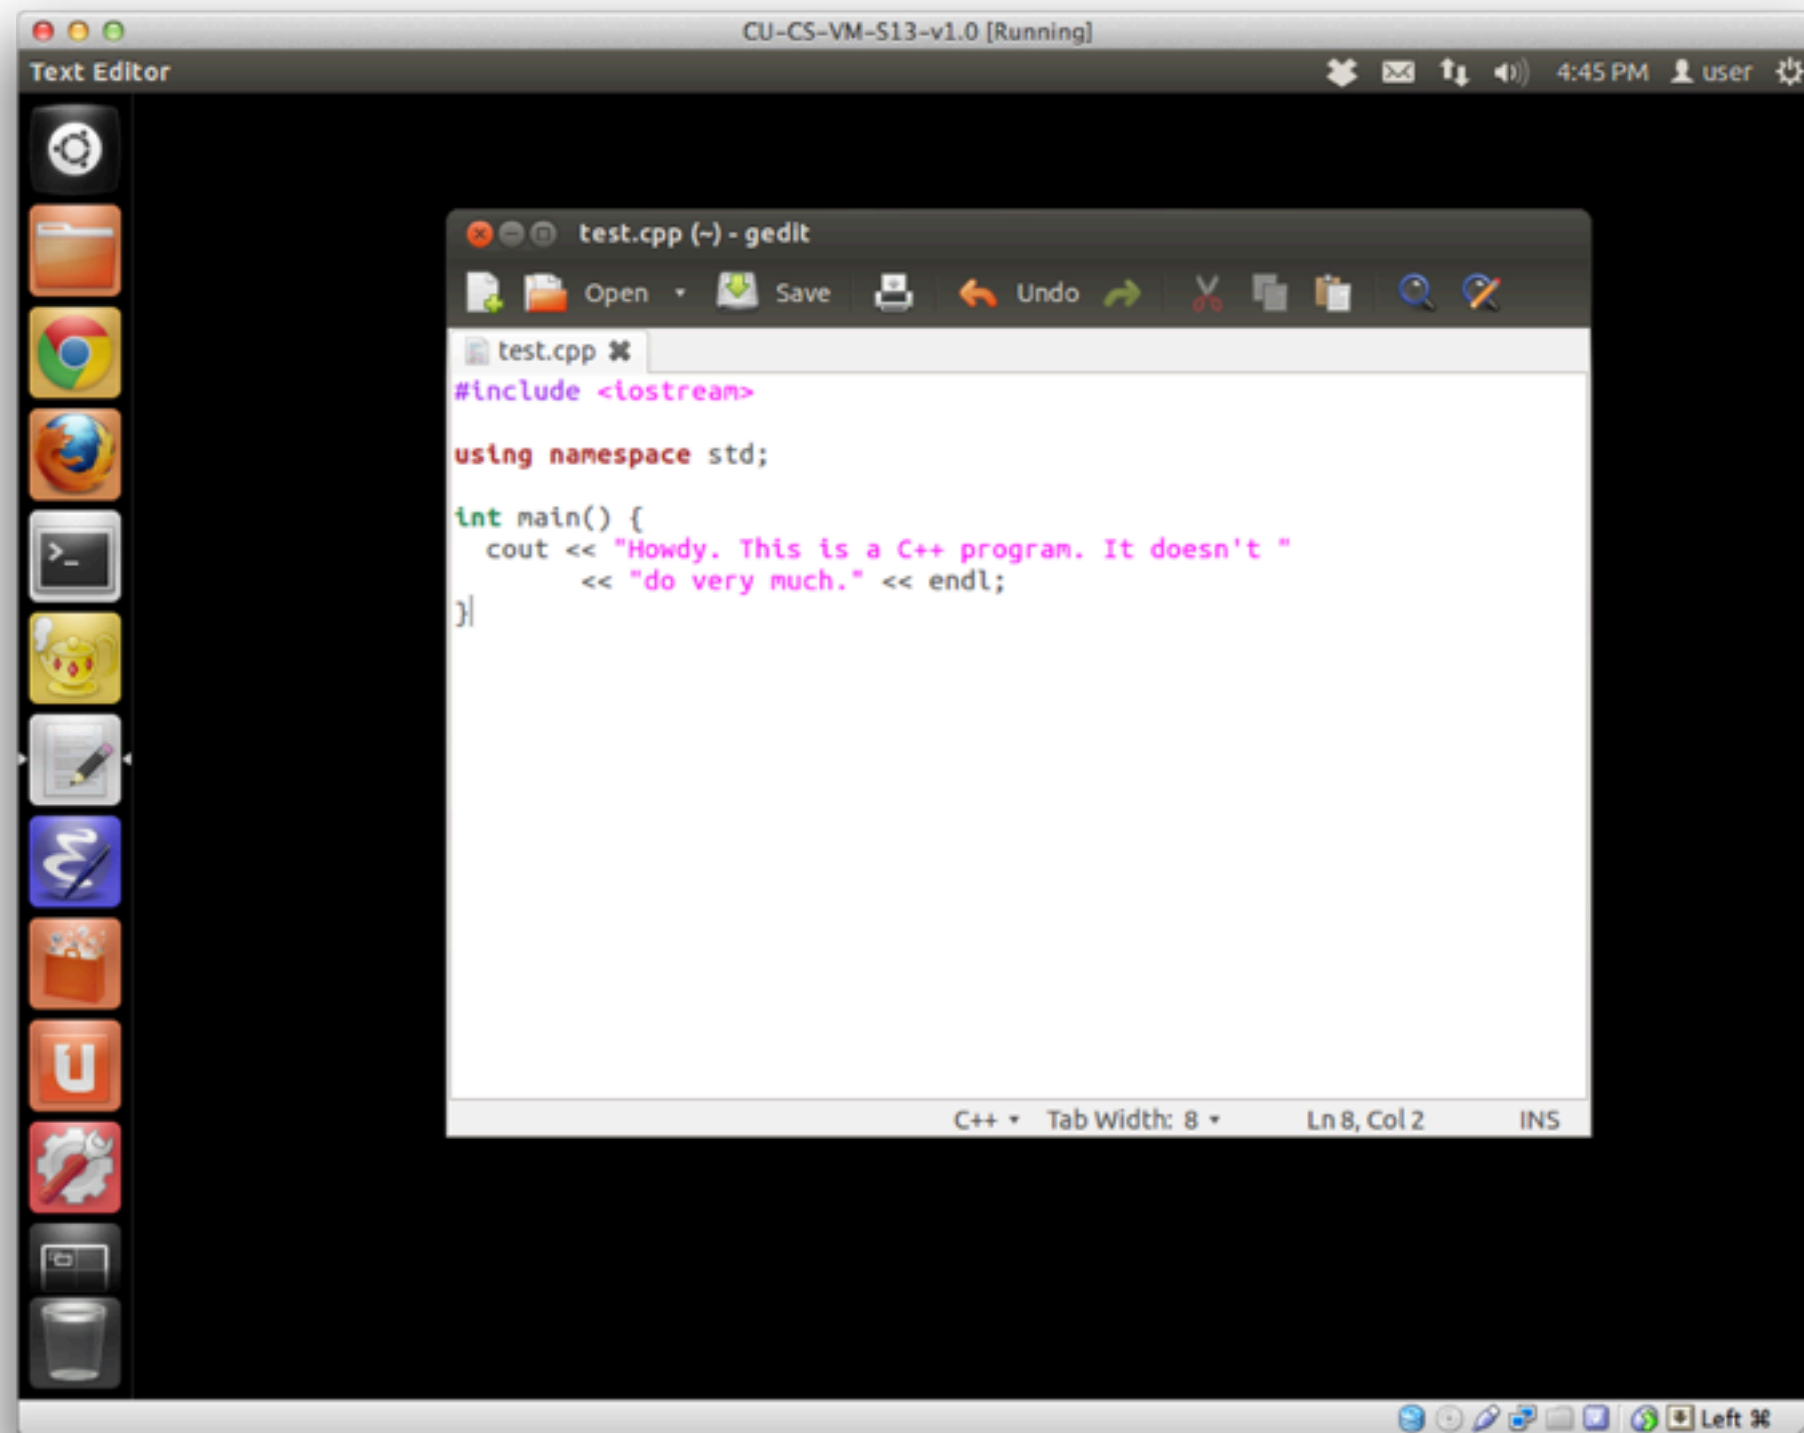 CU-CS-VM-S13-v1.0 [Running]
Text Editor 4:45 PM user
test.cpp (~) - gedit
Open Save Undo
test.cpp
#include <iostream>
using namespace std;
int main() {
  cout << "Howdy. This is a C++ program. It doesn't "
        << "do very much." << endl;
}
C++ Tab Width: 8 Ln 8, Col 2 INS
Left ⌘